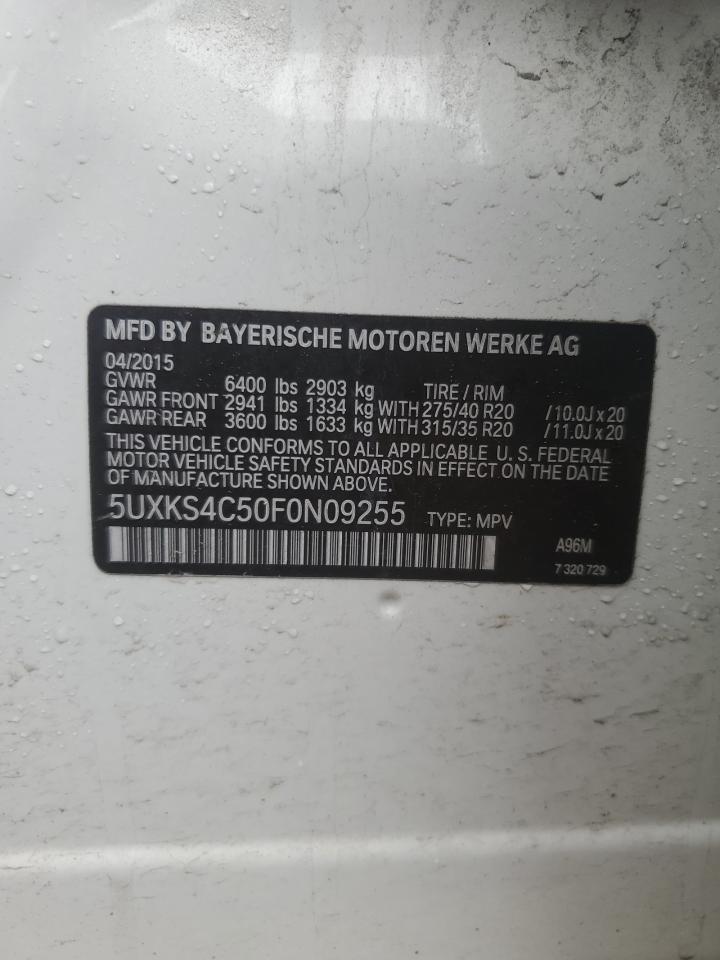 MFD BY BAYERISCHE MOTOREN WERKE AG
04/2015
GVWR 6400 lbs 2903 kg TIRE / RIM
GAWR FRONT 2941 lbs 1334 kg WITH 275/40 R20 /10.0J x 20
GAWR REAR 3600 lbs 1633 kg WITH 315/35 R20 /11.0J x 20
THIS VEHICLE CONFORMS TO ALL APPLICABLE U. S. FEDERAL
MOTOR VEHICLE SAFETY STANDARDS IN EFFECT ON THE DATE
OF MANUFACTURE SHOWN ABOVE.
5UXKS4C50F0N09255 TYPE: MPV
A96M
7 320 729